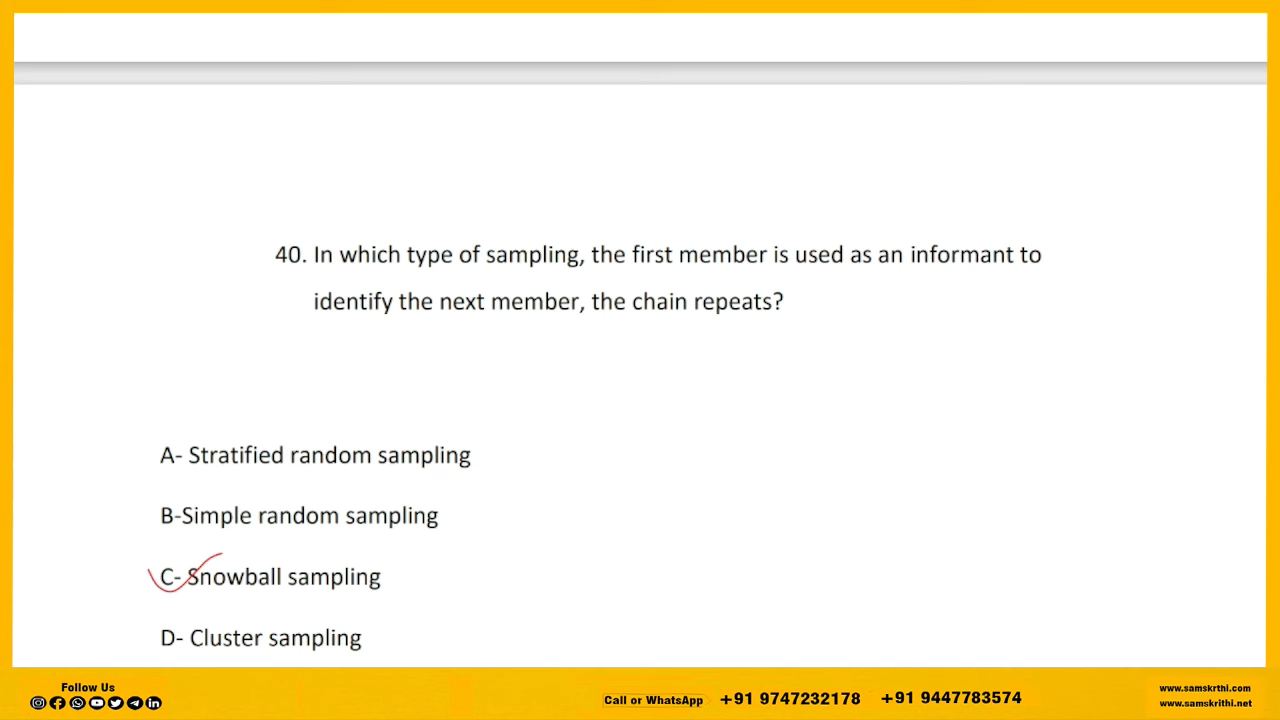 40. In which type of sampling, the first member is used as an informant to
identify the next member, the chain repeats?
A- Stratified random sampling
B-Simple random sampling
C- Snowball sampling
D- Cluster sampling
Follow Us
Call or WhatsApp +91 9747232178 +91 9447783574
www.samskrthi.com
www.samskrithi.net